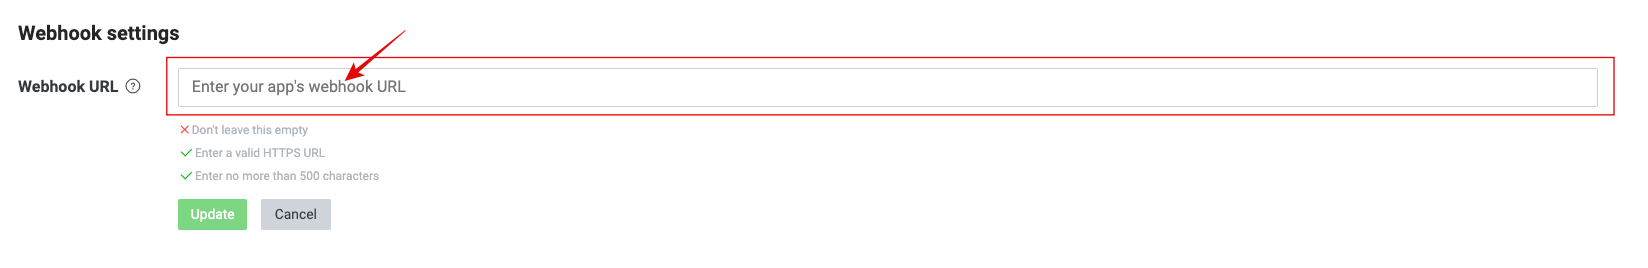 Webhook settings
Webhook URL ?
Enter your app's webhook URL
Don't leave this empty
Enter a valid HTTPS URL
Enter no more than 500 characters
Update Cancel